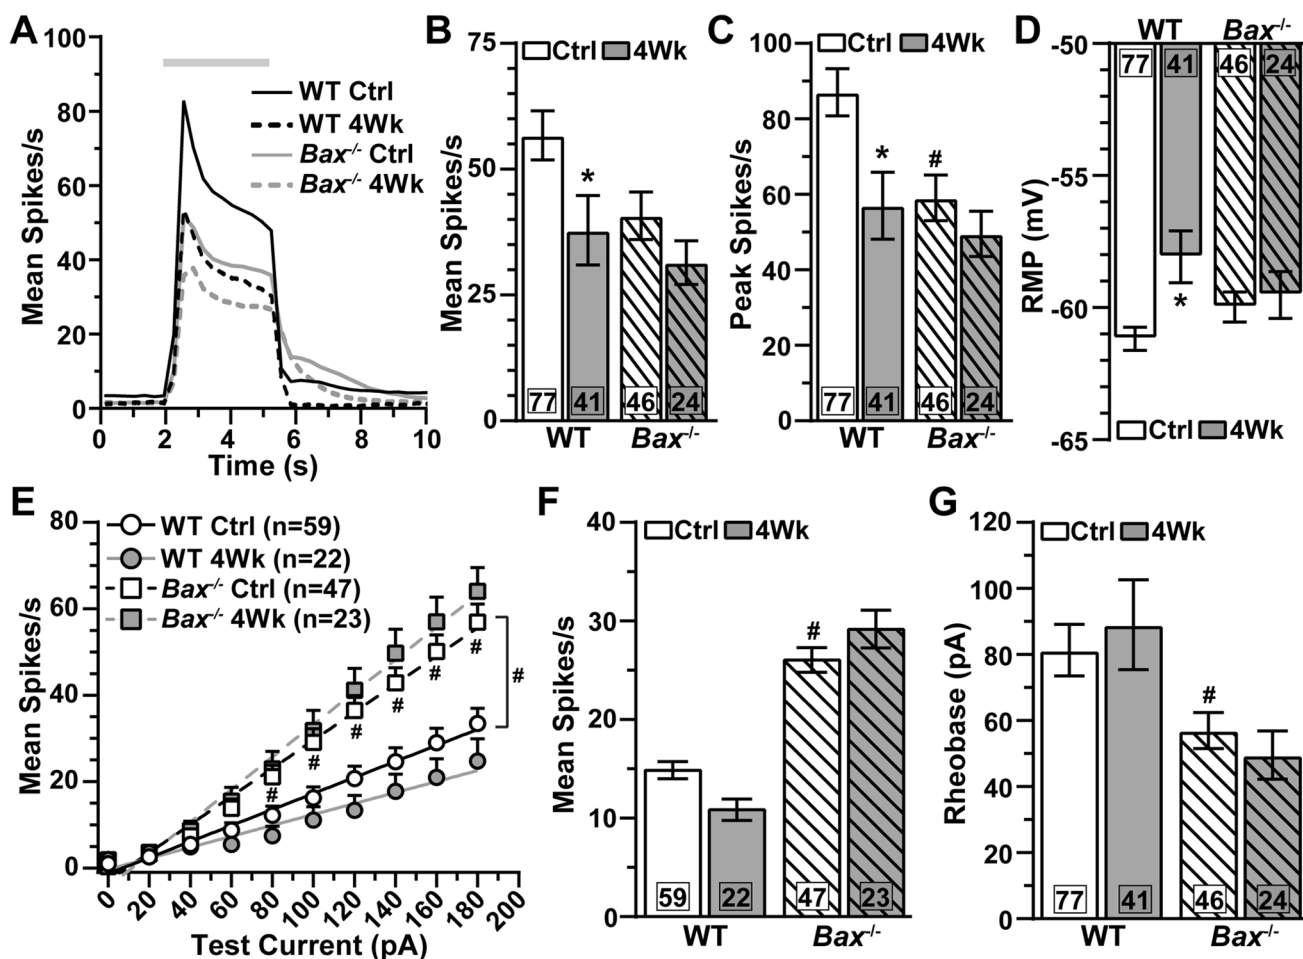 A
100
80
60
40
20
0
Mean Spikes/s
WT Ctrl
WT 4Wk
Bax-/- Ctrl
Bax-/- 4Wk
0 2 4 6 8 10
Time (s)
B
75
50
25
0
Mean Spikes/s
Ctrl 4Wk
*
77 41 46 24
WT Bax-/-
C
100
80
60
40
20
0
Peak Spikes/s
Ctrl 4Wk
* #
77 41 46 24
WT Bax-/-
D
WT Bax-/-
-50
-55
-60
-65
RMP (mV)
77 41 46 24
*
Ctrl 4Wk
E
80
60
40
20
0
Mean Spikes/s
WT Ctrl (n=59)
WT 4Wk (n=22)
Bax-/- Ctrl (n=47)
Bax-/- 4Wk (n=23)
# # # # # #
#
0 20 40 60 80 100 120 140 160 180 200
Test Current (pA)
F
40
30
20
10
0
Mean Spikes/s
Ctrl 4Wk
#
59 22 47 23
WT Bax-/-
G
120
100
80
60
40
20
0
Rheobase (pA)
Ctrl 4Wk
#
77 41 46 24
WT Bax-/-